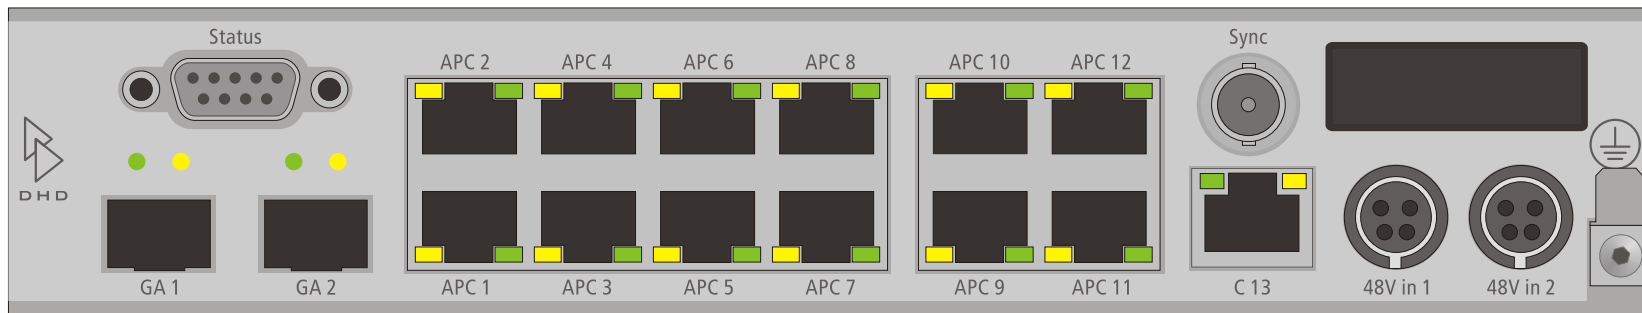 Status
Sync
APC 2
APC 4
APC 6
APC 8
APC 10
APC 12
DHD
GA 1
GA 2
APC 1
APC 3
APC 5
APC 7
APC 9
APC 11
C 13
48V in 1
48V in 2